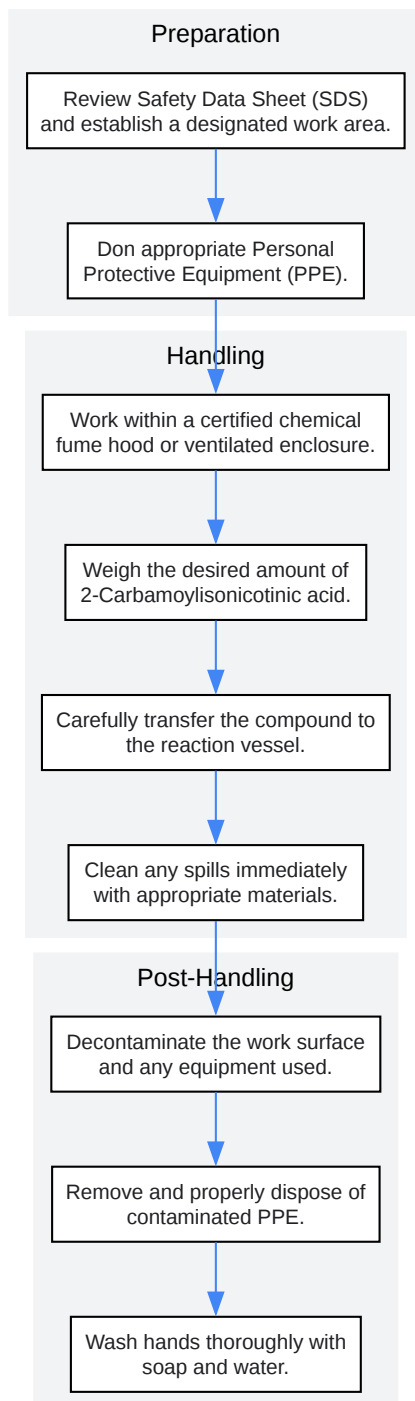 Preparation
Review Safety Data Sheet (SDS)
and establish a designated work area.
Don appropriate Personal
Protective Equipment (PPE).
Handling
Work within a certified chemical
fume hood or ventilated enclosure.
Weigh the desired amount of
2-Carbamoylisonicotinic acid.
Carefully transfer the compound to
the reaction vessel.
Clean any spills immediately
with appropriate materials.
Post-Handling
Decontaminate the work surface
and any equipment used.
Remove and properly dispose of
contaminated PPE.
Wash hands thoroughly with
soap and water.